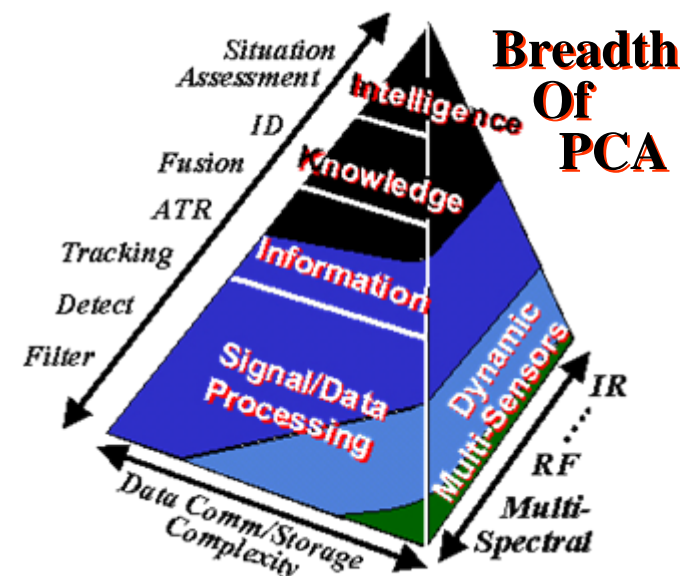 Breadth
Of
PCA
Situation
Assessment
ID
Fusion
ATR
Tracking
Detect
Filter
Intelligence
Knowledge
Information
Signal/Data
Processing
Dynamic
Multi-Sensors
IR
RF
Multi-
Spectral
Data Comm/Storage
Complexity